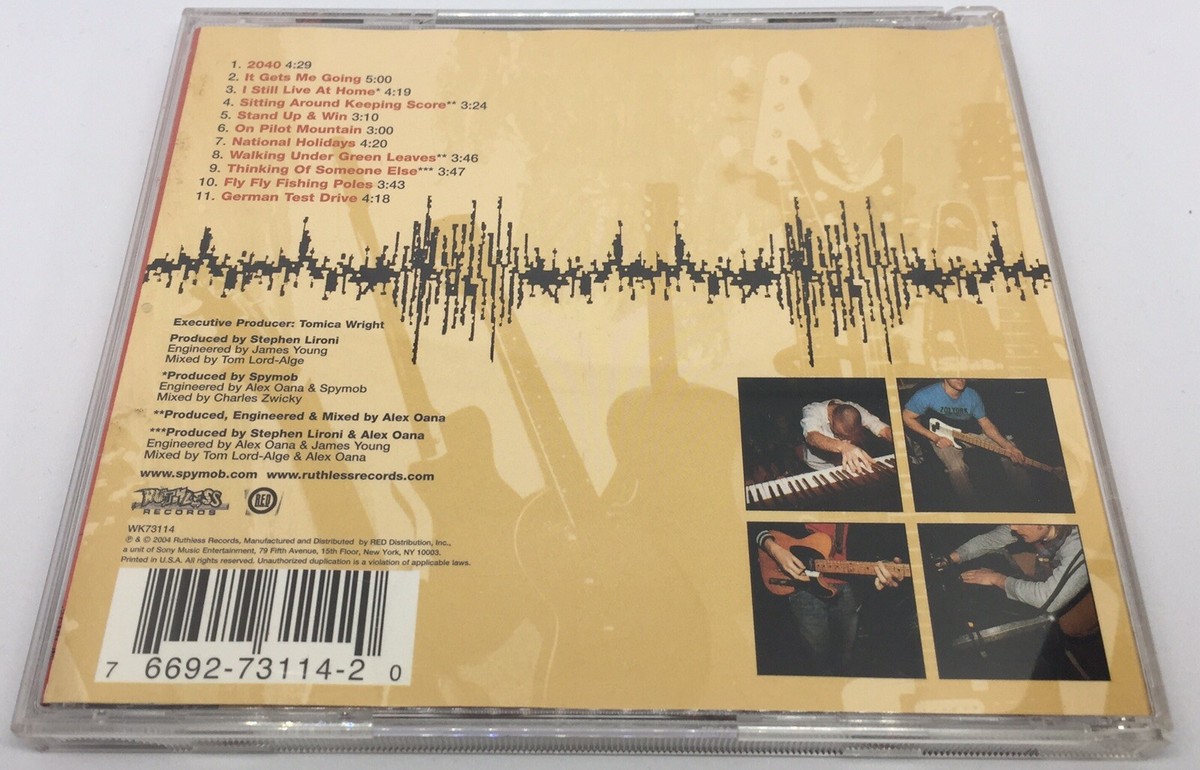 1. 2040 4:29
2. It Gets Me Going 5:00
3. I Still Live At Home* 4:19
4. Sitting Around Keeping Score** 3:24
5. Stand Up & Win 3:10
6. On Pilot Mountain 3:00
7. National Holidays 4:20
8. Walking Under Green Leaves** 3:46
9. Thinking Of Someone Else*** 3:47
10. Fly Fly Fishing Poles 3:43
11. German Test Drive 4:18
Executive Producer: Tomica Wright
Produced by Stephen Lironi
Engineered by James Young
Mixed by Tom Lord-Alge
*Produced by Spymob
Engineered by Alex Oana & Spymob
Mixed by Charles Zwicky
**Produced, Engineered & Mixed by Alex Oana
***Produced by Stephen Lironi & Alex Oana
Engineered by Alex Oana & James Young
Mixed by Tom Lord-Alge & Alex Oana
www.spymob.com www.ruthlessrecords.com
RUTHLESS RED
RECORDS
WK73114
℗ & © 2004 Ruthless Records, Manufactured and Distributed by RED Distribution, Inc.,
a unit of Sony Music Entertainment, 79 Fifth Avenue, 15th Floor, New York, NY 10003.
Printed in U.S.A. All rights reserved. Unauthorized duplication is a violation of applicable laws.
7 6692-73114-2 0